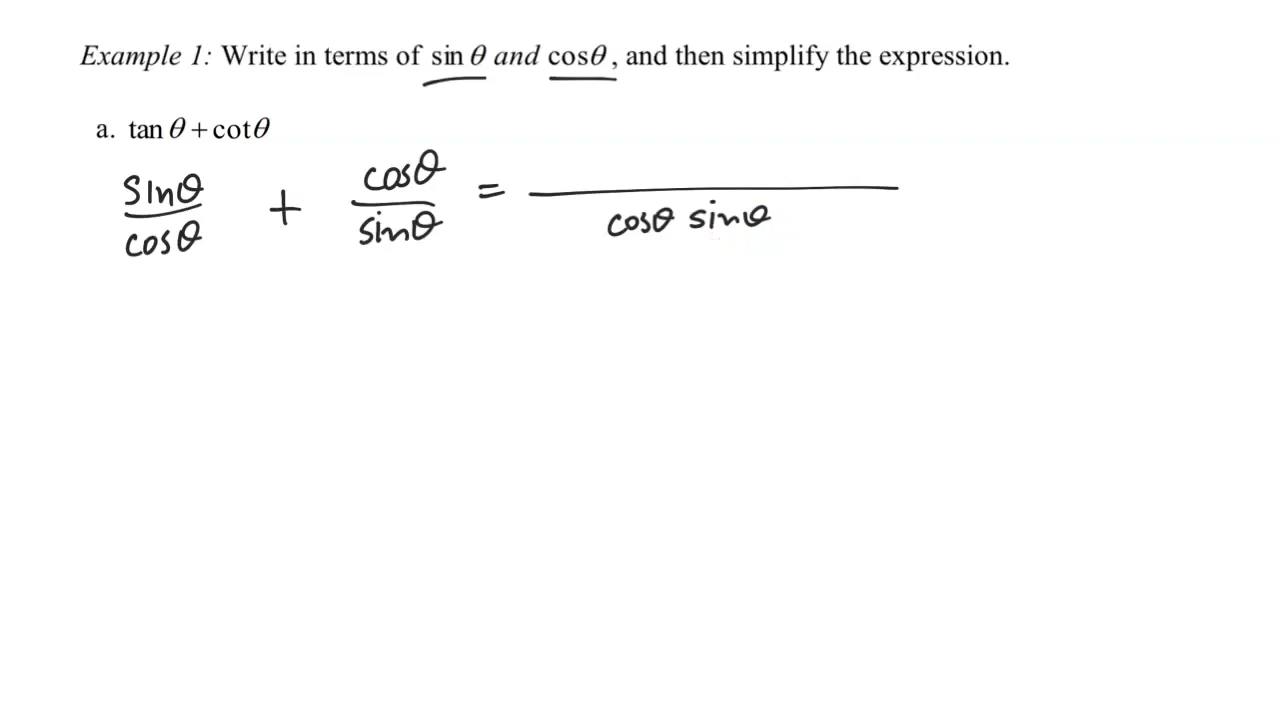 Example 1: Write in terms of sin θ and cosθ, and then simplify the expression.
a. tan θ + cotθ
sinθ/cosθ + cosθ/sinθ = /cosθ sinθ